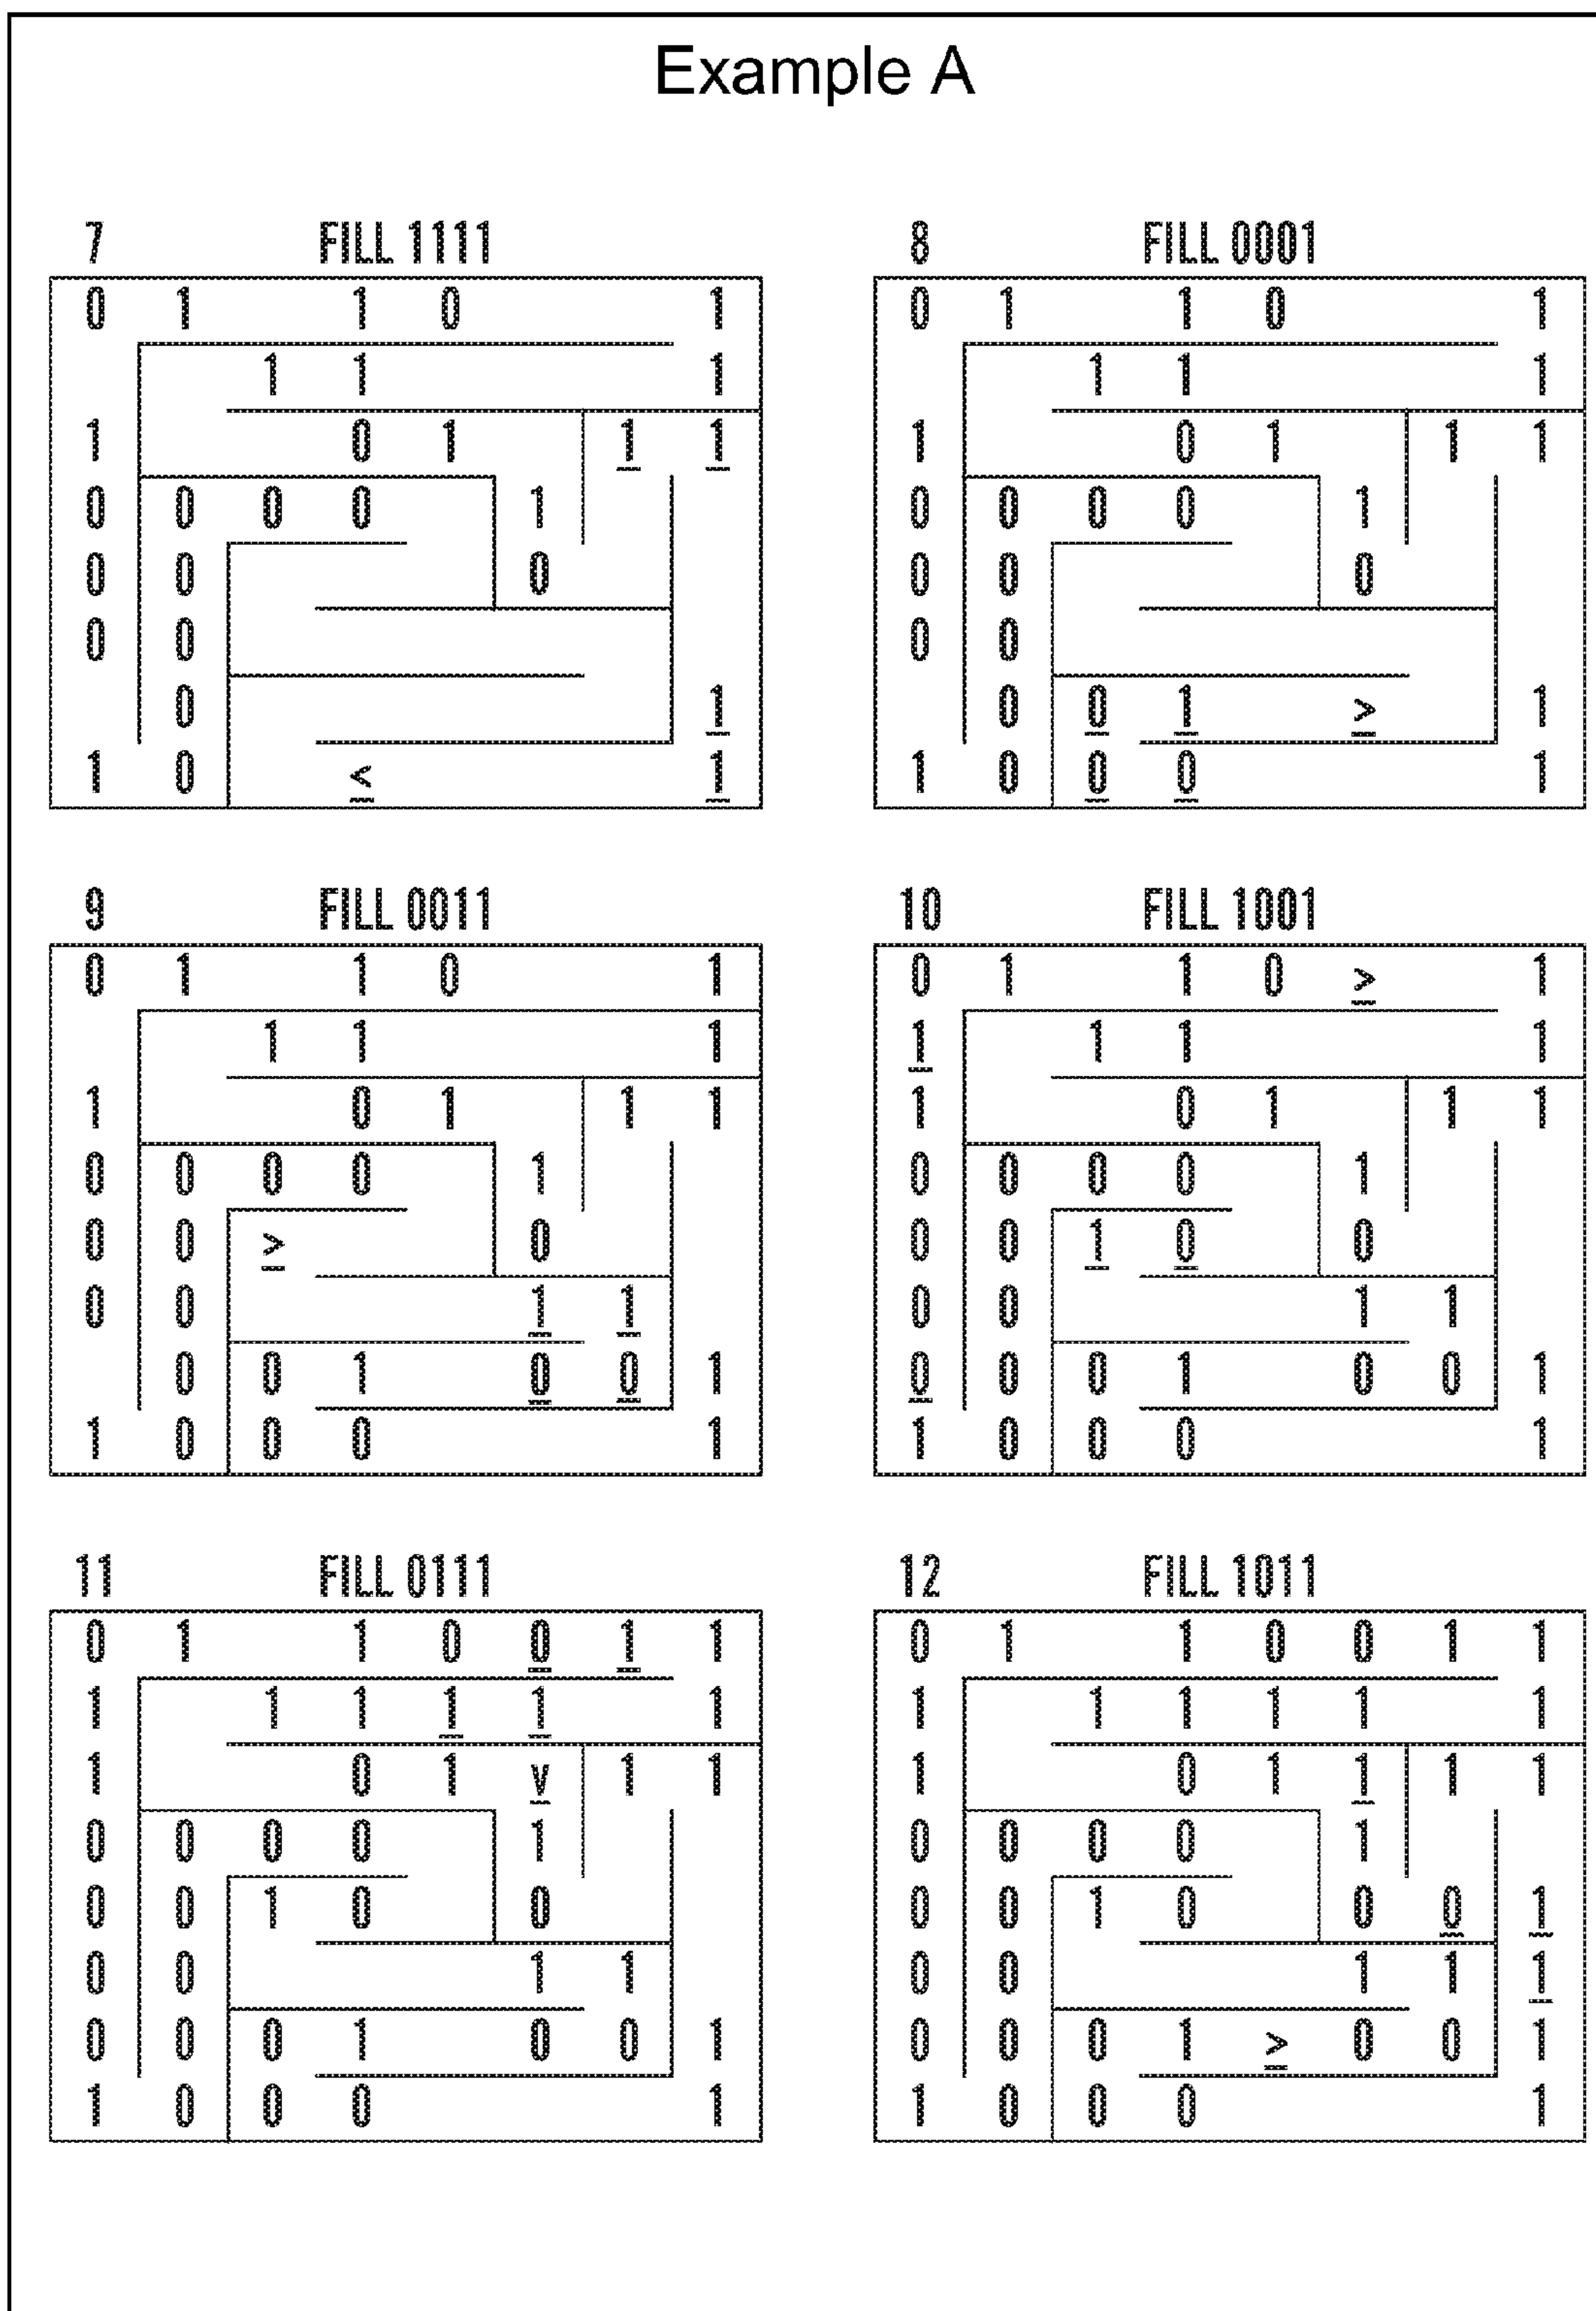 Example A
7 FILL 1111
0 1 1 0 1
1 1 1
1 0 1 1 1
0 0 0 0 1
0 0 0
0 0
0 1
1 0 < 1
8 FILL 0001
0 1 1 0 1
1 1 1
1 0 1 1 1
0 0 0 0 1
0 0 0
0 0
0 0 1 > 1
1 0 0 0 1
9 FILL 0011
0 1 1 0 1
1 1 1
1 0 1 1 1
0 0 0 0 1
0 0 > 0
0 0 1 1
0 0 1 0 0 1
1 0 0 0 1
10 FILL 1001
0 1 1 0 > 1
1 1 1 1
1 0 1 1 1
0 0 0 0 1
0 0 1 0 0
0 0 1 1
0 0 0 1 0 0 1
1 0 0 0 1
11 FILL 0111
0 1 1 0 0 1 1
1 1 1 1 1 1
1 0 1 v 1 1
0 0 0 0 1
0 0 1 0 0
0 0 1 1
0 0 0 1 0 0 1
1 0 0 0 1
12 FILL 1011
0 1 1 0 0 1 1
1 1 1 1 1 1
1 0 1 1 1 1
0 0 0 0 1
0 0 1 0 0 0 1
0 0 1 1 1
0 0 0 1 > 0 0 1
1 0 0 0 1